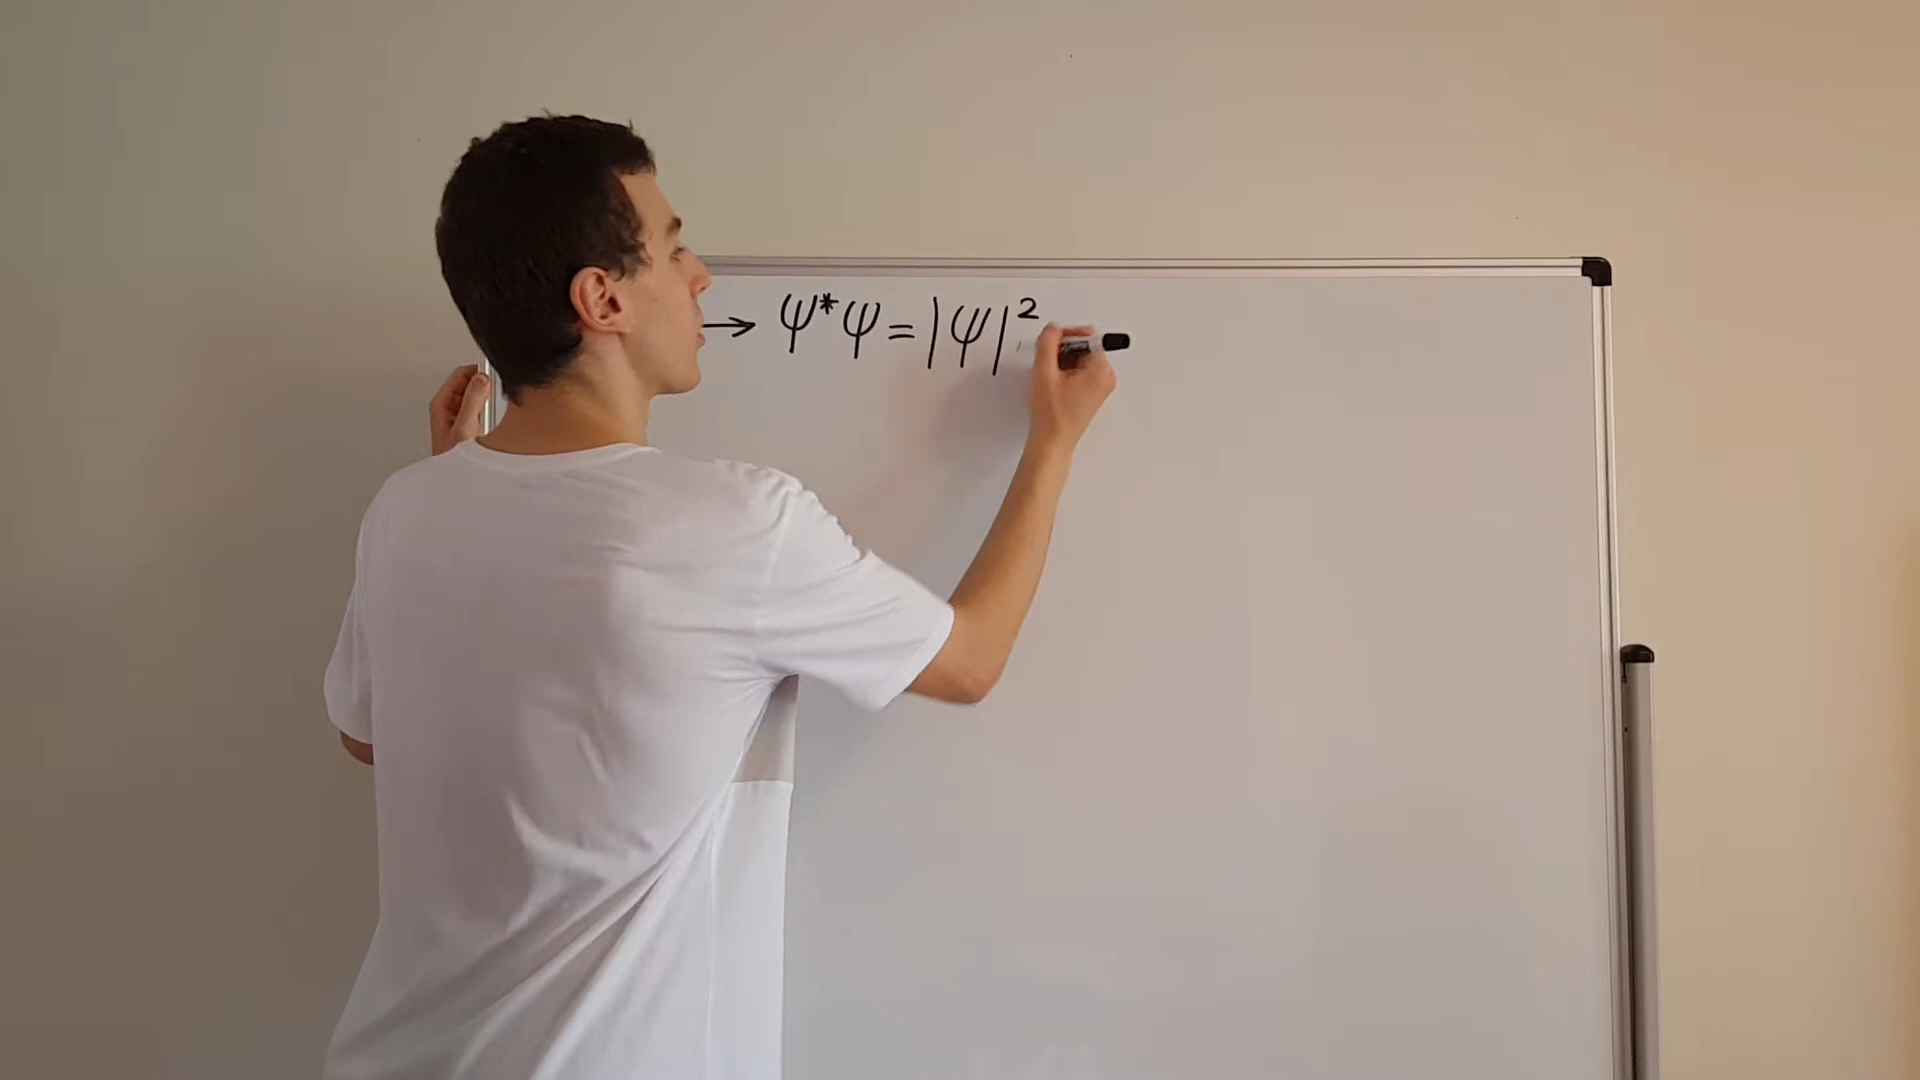 → ψ*ψ = |ψ|²